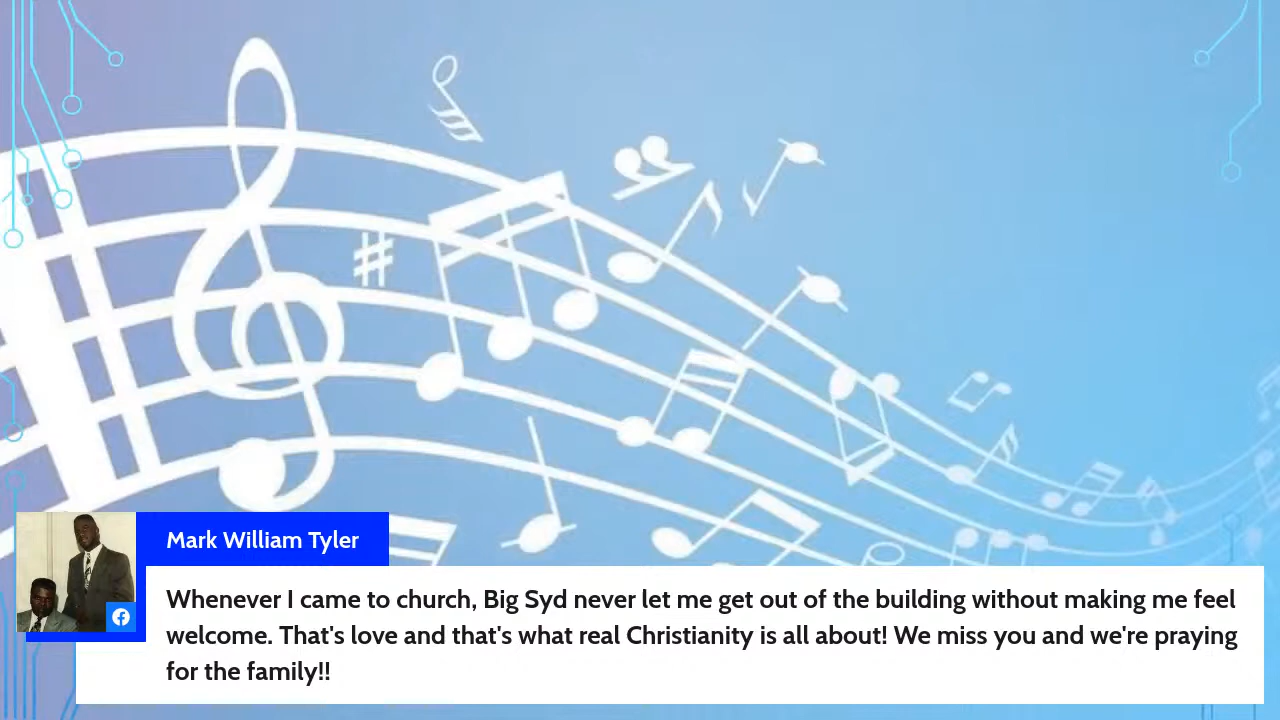 Mark William Tyler
Whenever I came to church, Big Syd never let me get out of the building without making me feel
welcome. That's love and that's what real Christianity is all about! We miss you and we're praying
for the family!!